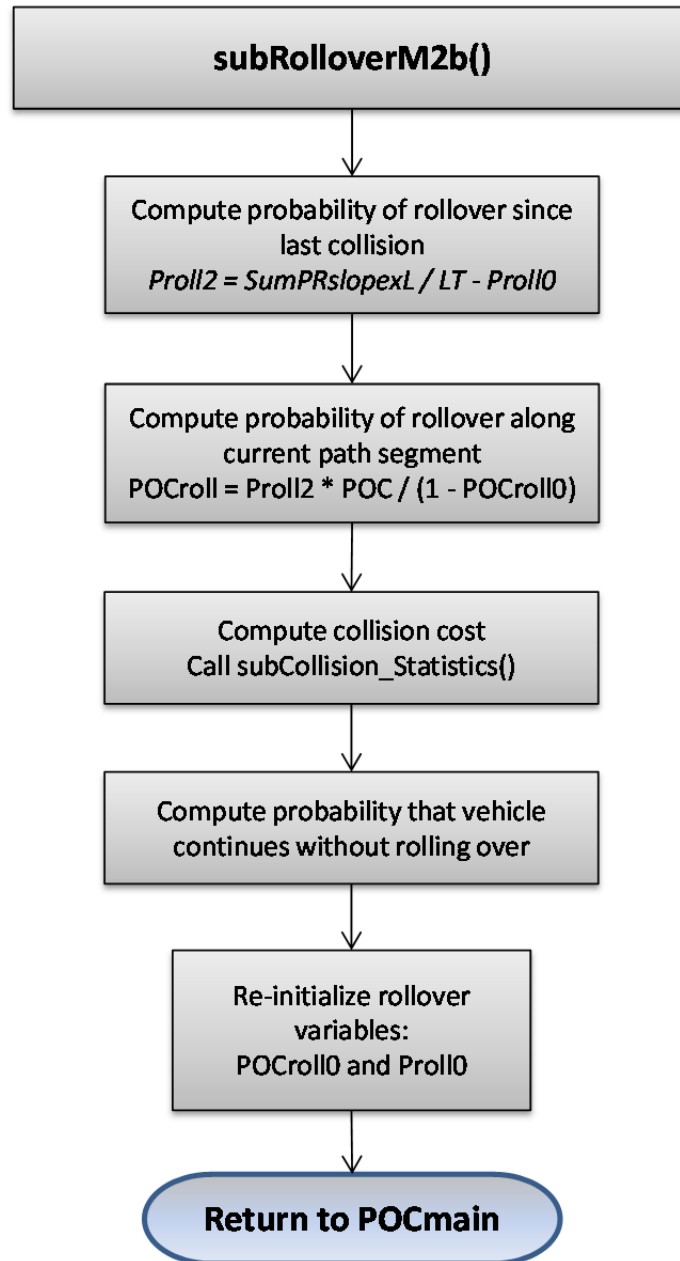 subRolloverM2b()
Compute probability of rollover since
last collision
Proll2 = SumPRslopexL / LT - Proll0
Compute probability of rollover along
current path segment
POCroll = Proll2 * POC / (1 - POCroll0)
Compute collision cost
Call subCollision_Statistics()
Compute probability that vehicle
continues without rolling over
Re-initialize rollover
variables:
POCroll0 and Proll0
Return to POCmain